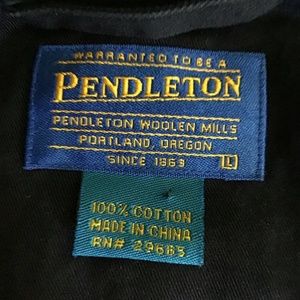 WARRANTED TO BE A
PENDLETON
PENDLETON WOOLEN MILLS
PORTLAND, OREGON
SINCE 1863
L
100% COTTON
MADE IN CHINA
RN# 29685